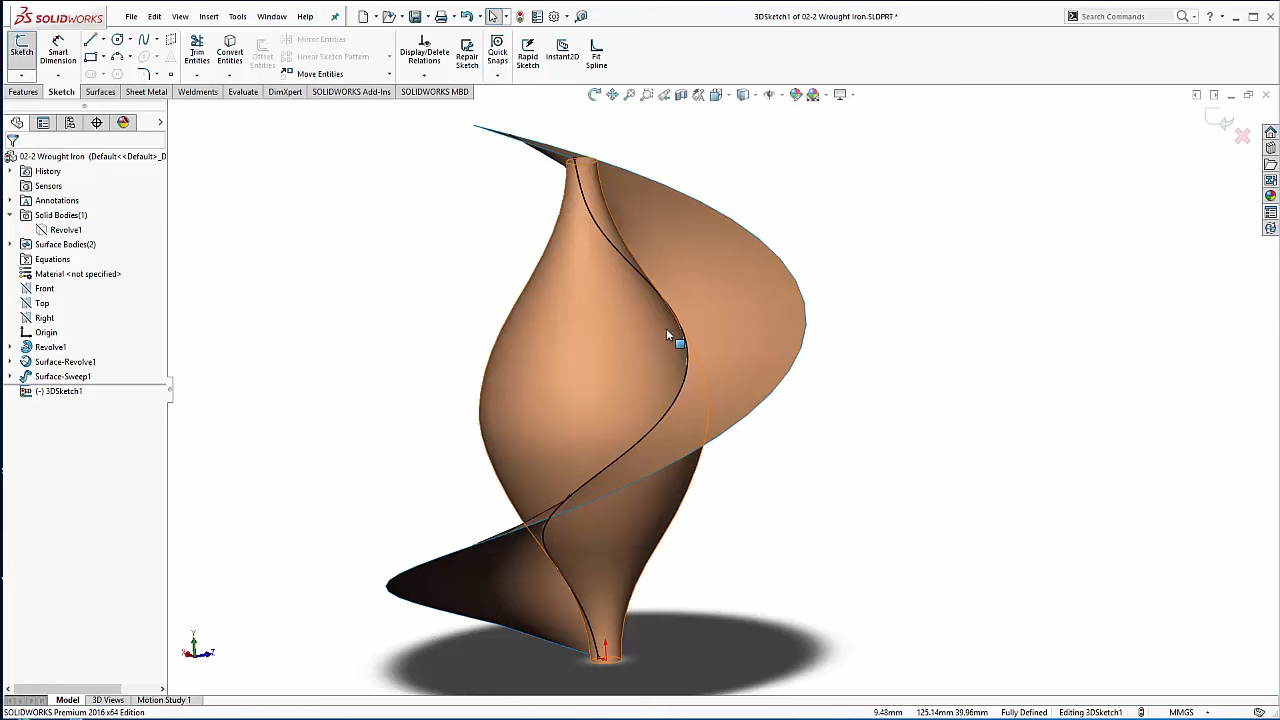 SOLIDWORKS
File Edit View Insert Tools Window Help
3DSketch1 of 02-2 Wrought Iron.SLDPRT *
Search Commands
Sketch
Smart Dimension
Trim Entities
Convert Entities
Offset Entities
Mirror Entities
Linear Sketch Pattern
Move Entities
Display/Delete Relations
Repair Sketch
Quick Snaps
Rapid Sketch
Instant2D
Fit Spline
Features Sketch Surfaces Sheet Metal Weldments Evaluate DimXpert SOLIDWORKS Add-Ins SOLIDWORKS MBD
02-2 Wrought Iron (Default<<Default>_D
History
Sensors
Annotations
Solid Bodies(1)
Revolve1
Surface Bodies(2)
Equations
Material <not specified>
Front
Top
Right
Origin
Revolve1
Surface-Revolve1
Surface-Sweep1
(-) 3DSketch1
Y
Z
Model 3D Views Motion Study 1
SOLIDWORKS Premium 2016 x64 Edition
9.48mm 125.14mm 39.96mm Fully Defined Editing 3DSketch1 MMGS